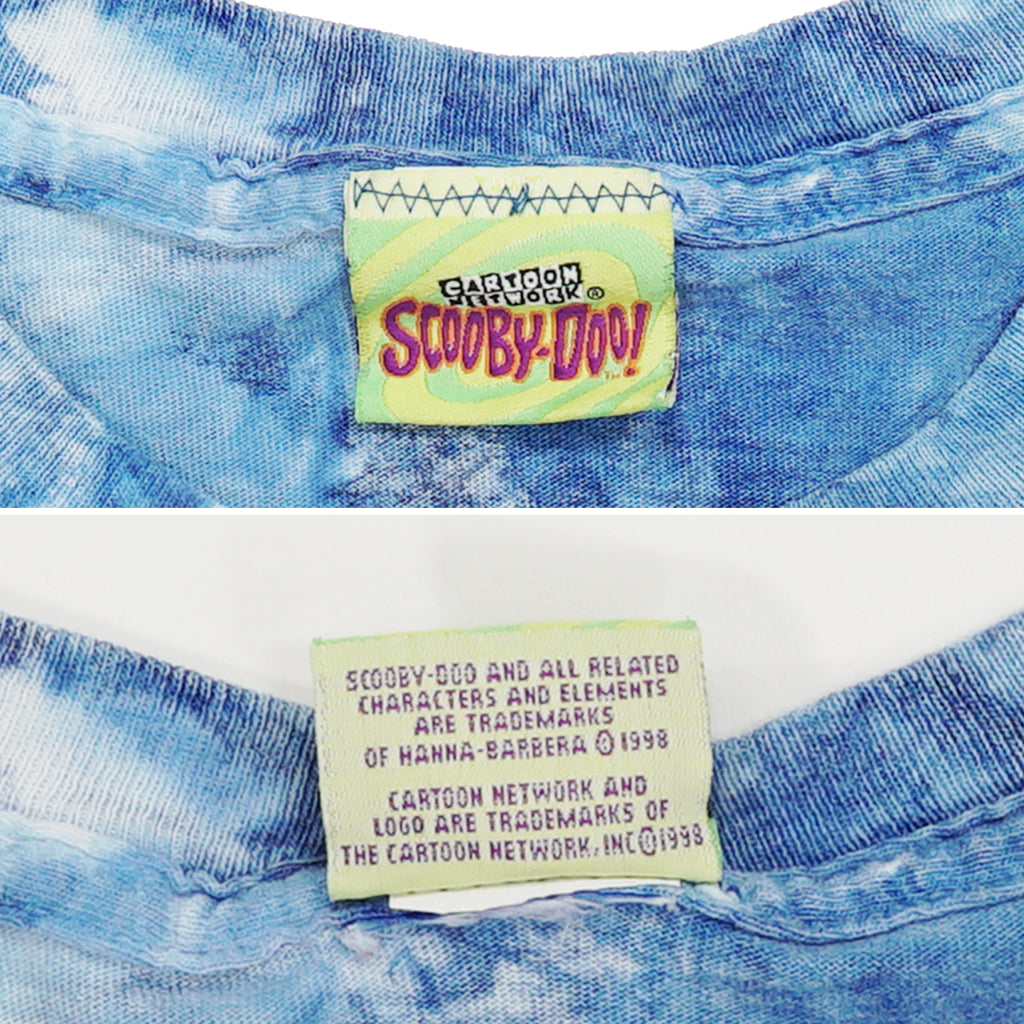 CARTOON
NETWORK ®
SCOOBY-DOO!
TM
SCOOBY-DOO AND ALL RELATED
CHARACTERS AND ELEMENTS
ARE TRADEMARKS
OF HANNA-BARBERA © 1998
CARTOON NETWORK AND
LOGO ARE TRADEMARKS OF
THE CARTOON NETWORK, INC © 1998